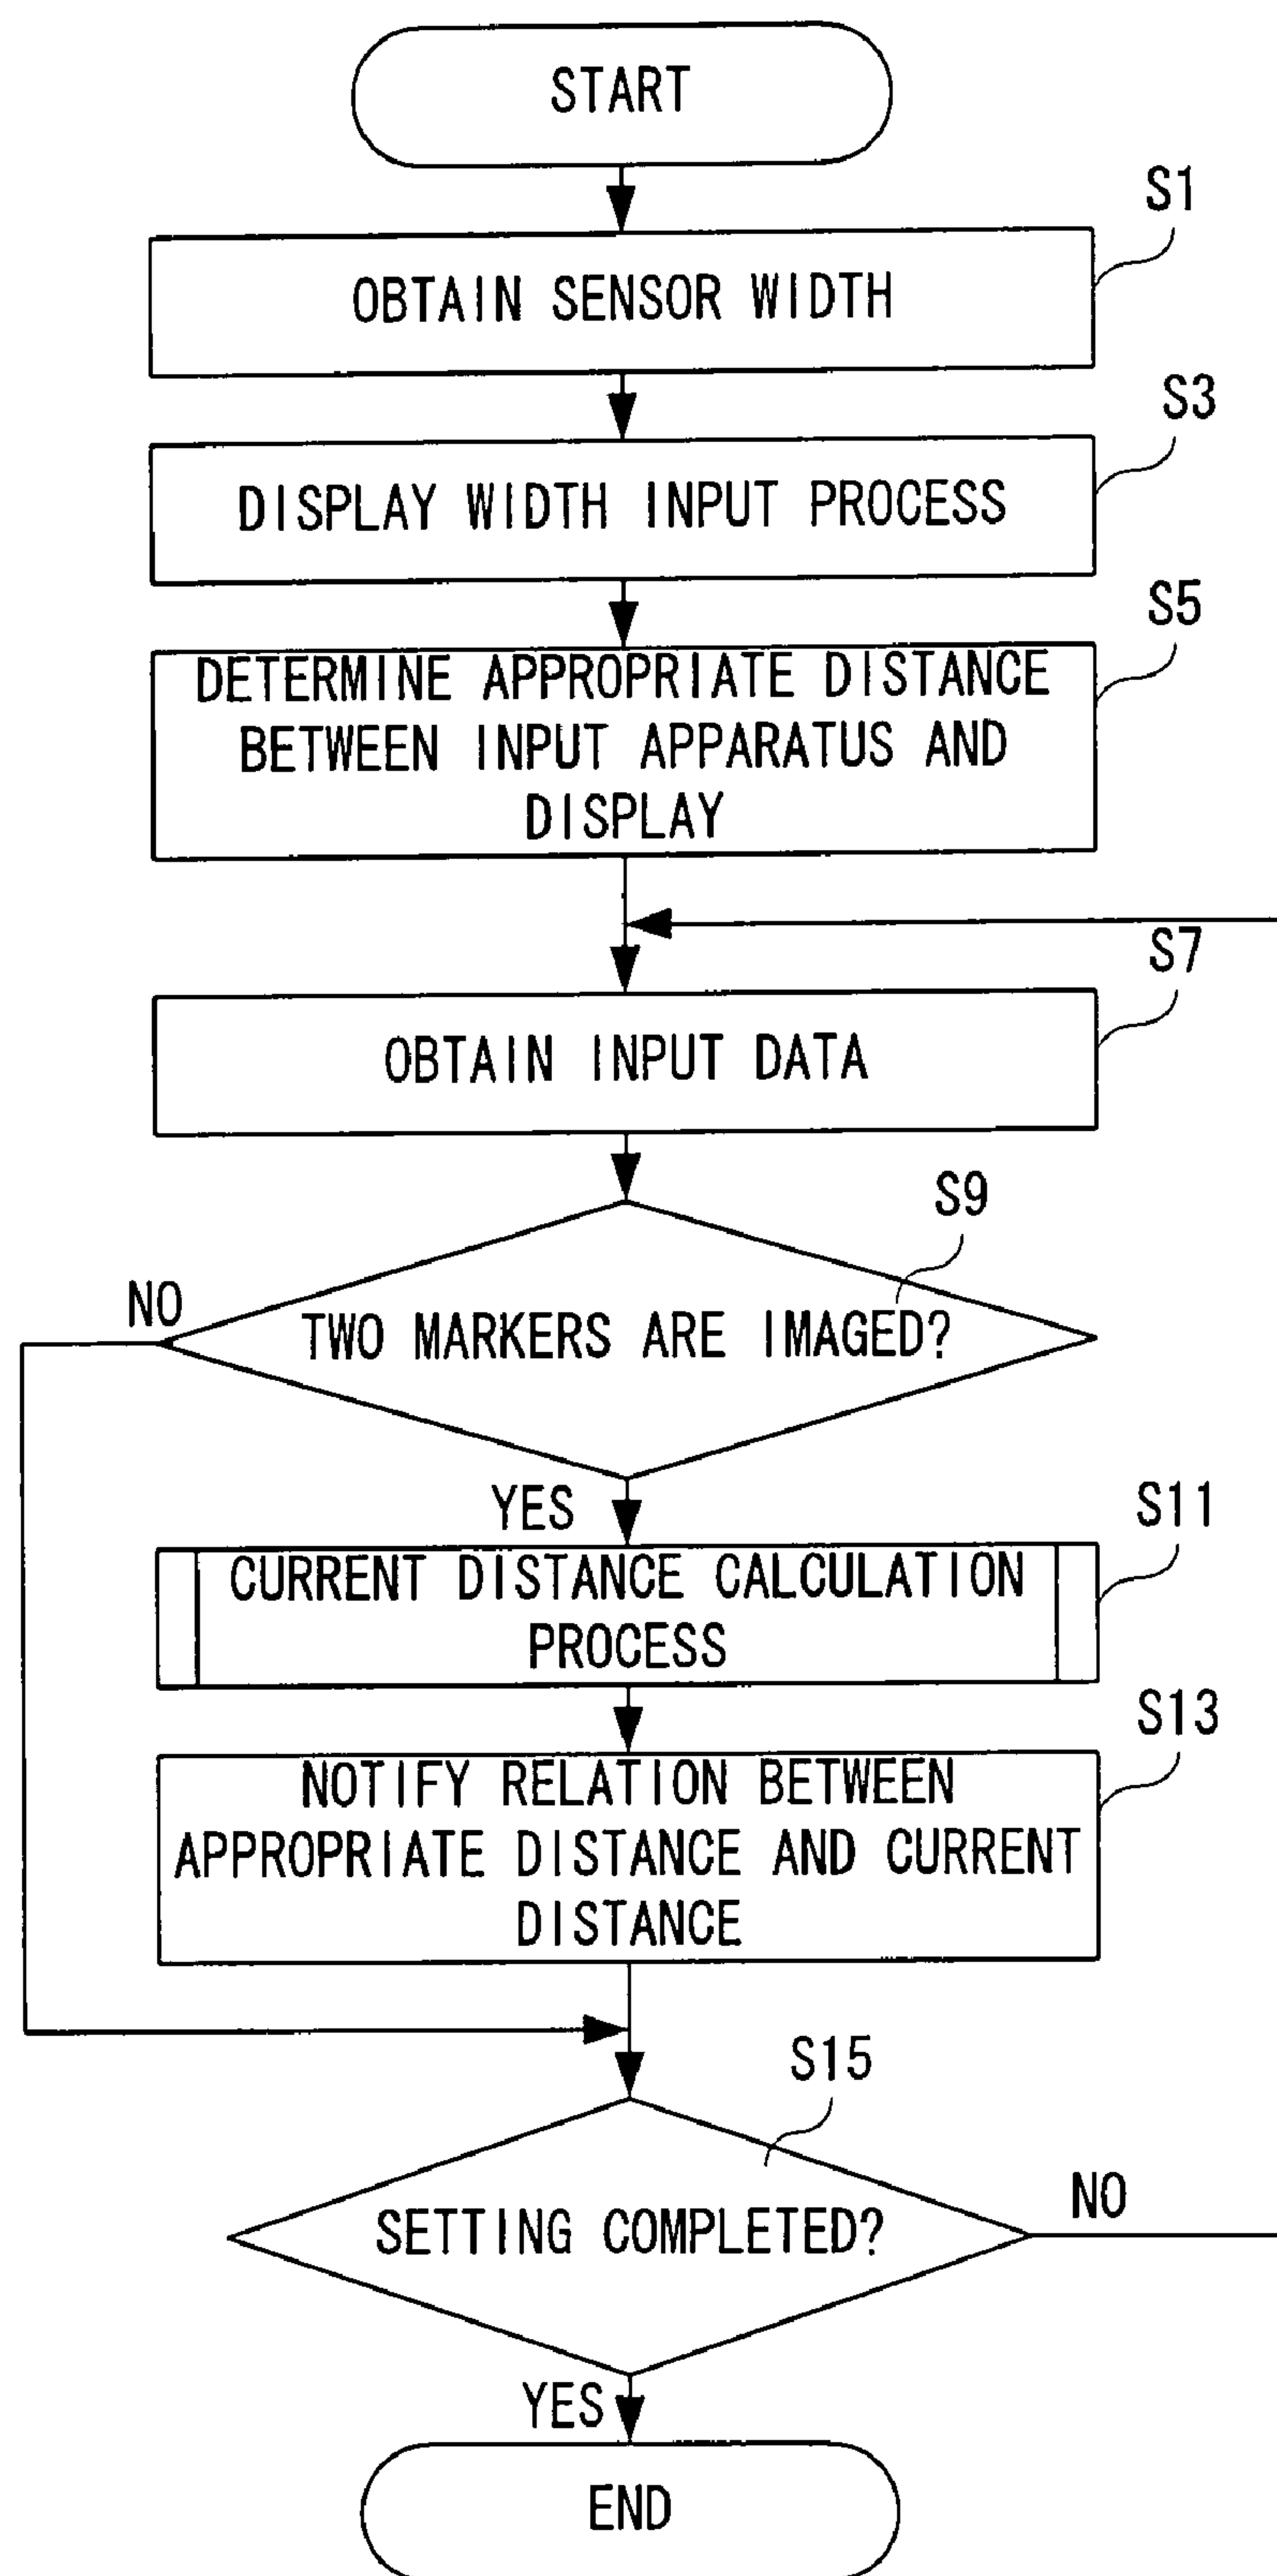 START
S1
OBTAIN SENSOR WIDTH
S3
DISPLAY WIDTH INPUT PROCESS
S5
DETERMINE APPROPRIATE DISTANCE
BETWEEN INPUT APPARATUS AND
DISPLAY
S7
OBTAIN INPUT DATA
S9
NO
TWO MARKERS ARE IMAGED?
YES
S11
CURRENT DISTANCE CALCULATION
PROCESS
S13
NOTIFY RELATION BETWEEN
APPROPRIATE DISTANCE AND CURRENT
DISTANCE
S15
NO
SETTING COMPLETED?
YES
END